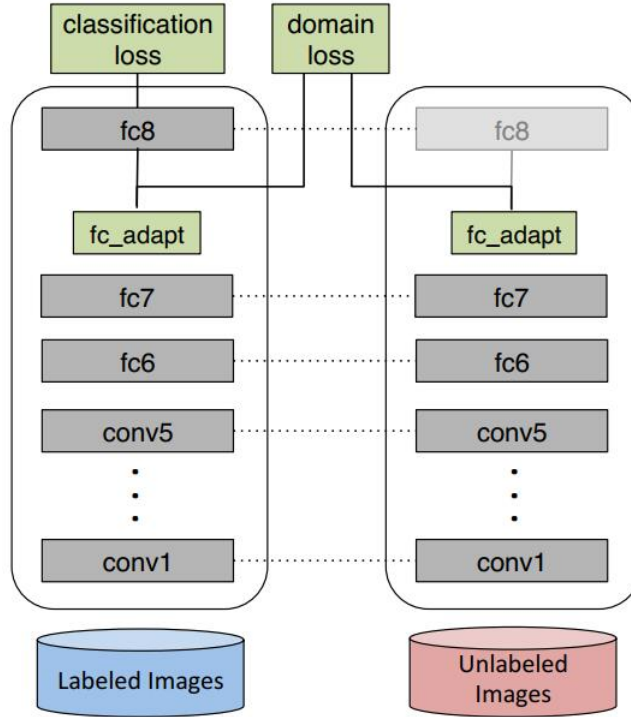 classification
loss
domain
loss
fc8
fc8
fc_adapt
fc_adapt
fc7
fc7
fc6
fc6
conv5
conv5
conv1
conv1
Labeled Images
Unlabeled
Images